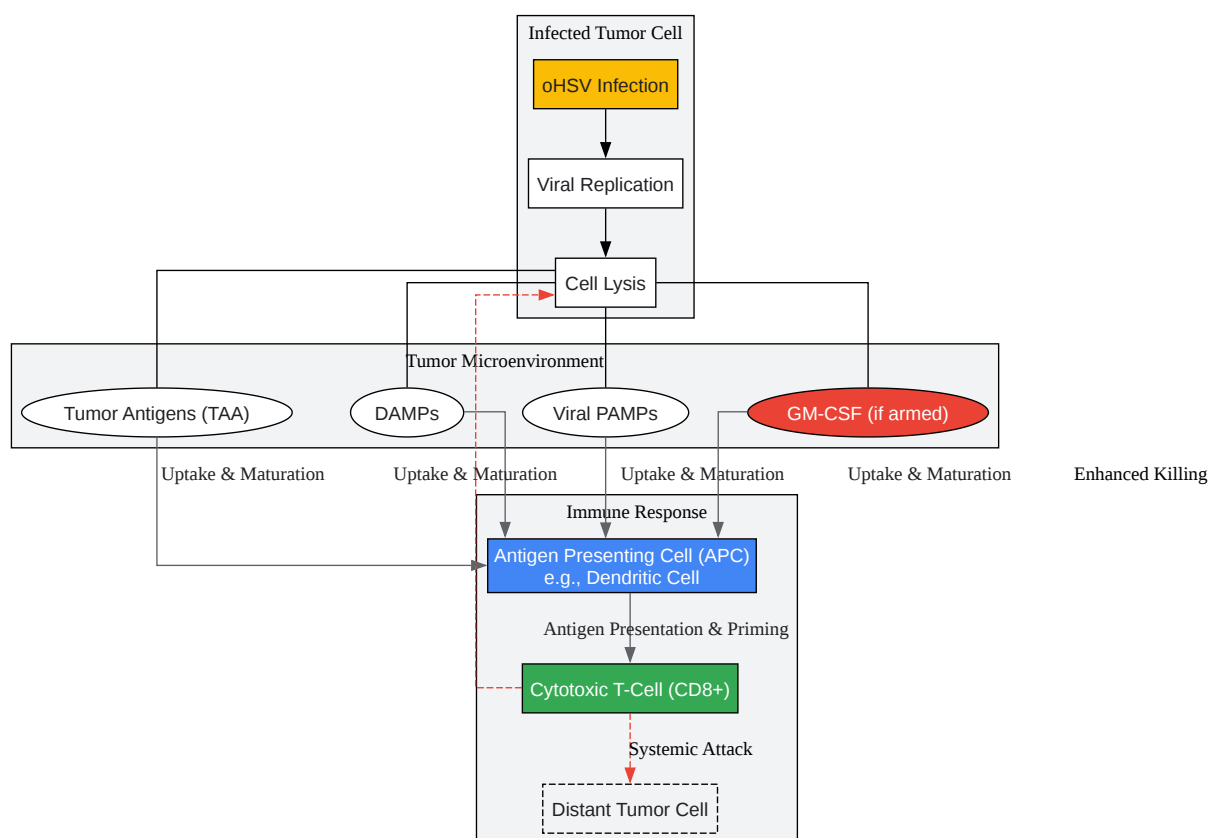 Infected Tumor Cell
oHSV Infection
Viral Replication
Cell Lysis
Tumor Microenvironment
Tumor Antigens (TAA)
DAMPs
Viral PAMPs
GM-CSF (if armed)
Uptake & Maturation
Uptake & Maturation
Uptake & Maturation
Uptake & Maturation
Enhanced Killing
Immune Response
Antigen Presenting Cell (APC)
e.g., Dendritic Cell
Antigen Presentation & Priming
Cytotoxic T-Cell (CD8+)
Systemic Attack
Distant Tumor Cell